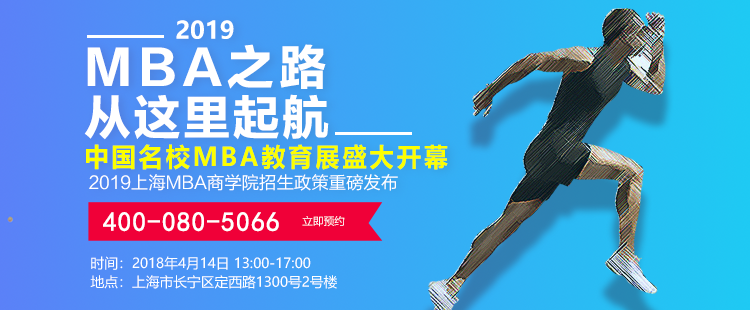 2019
MBA之路
从这里起航
中国名校MBA教育展盛大开幕
2019上海MBA商学院招生政策重磅发布
400-080-5066 立即预约
时间：2018年4月14日 13:00-17:00
地点：上海市长宁区定西路1300号2号楼